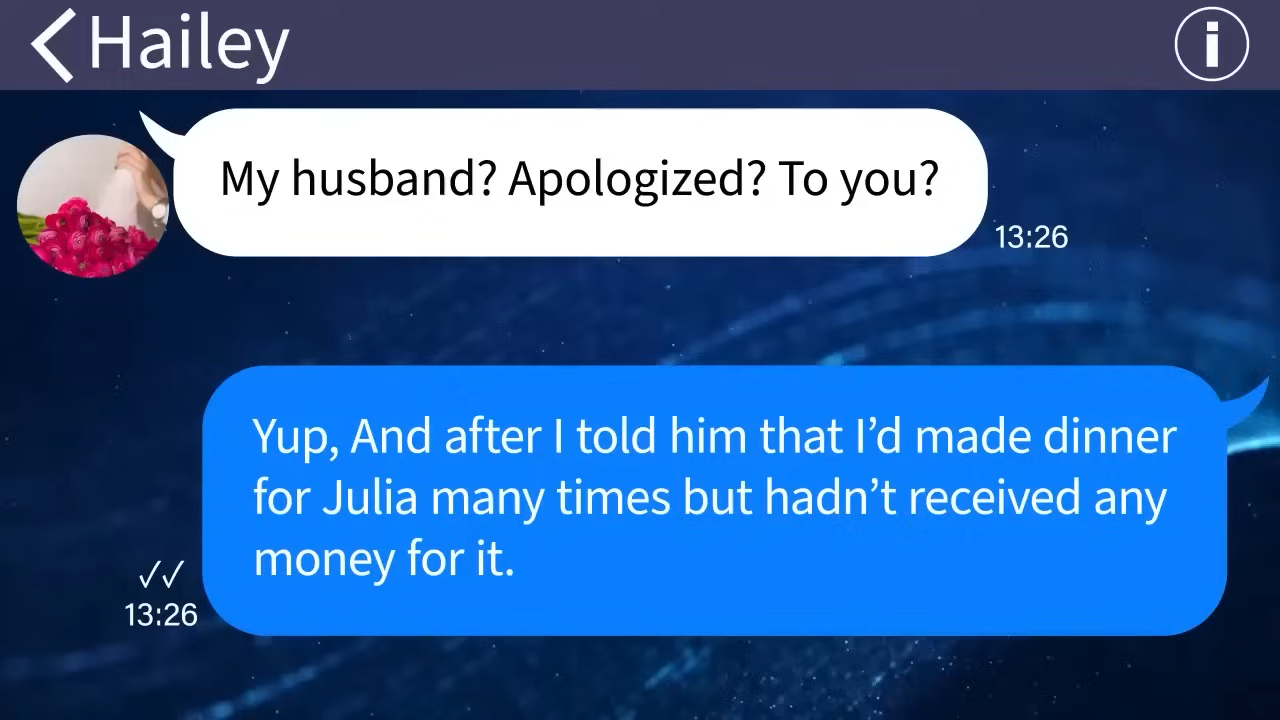 Hailey
My husband? Apologized? To you?
13:26
Yup, And after I told him that I’d made dinner
for Julia many times but hadn’t received any
money for it.
13:26